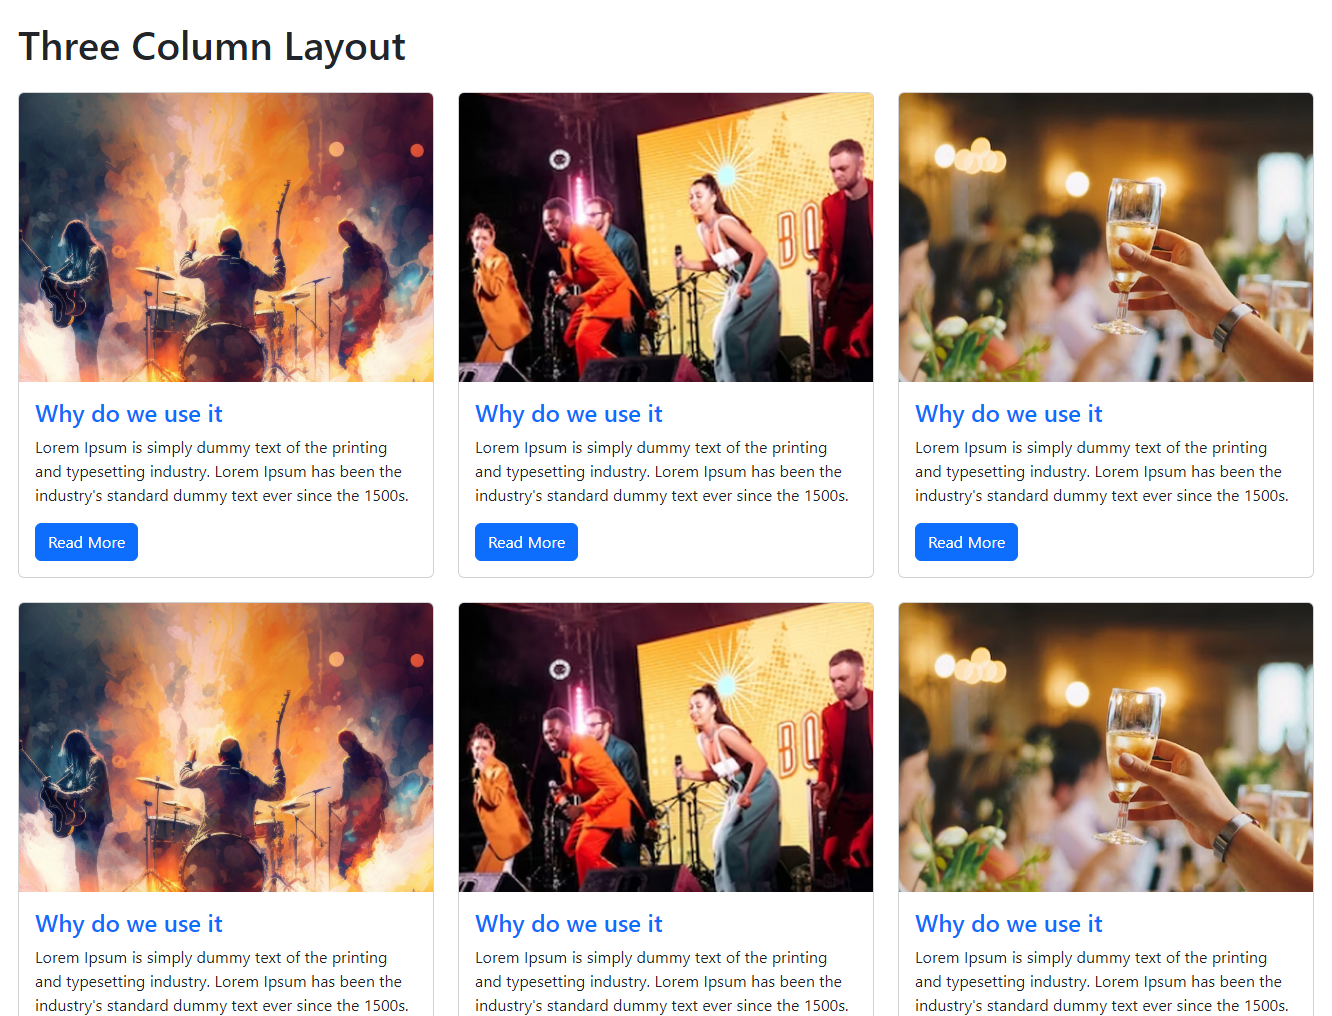 Three Column Layout
BO
Why do we use it
Lorem Ipsum is simply dummy text of the printing
and typesetting industry. Lorem Ipsum has been the
industry's standard dummy text ever since the 1500s.
Read More
Why do we use it
Lorem Ipsum is simply dummy text of the printing
and typesetting industry. Lorem Ipsum has been the
industry's standard dummy text ever since the 1500s.
Read More
Why do we use it
Lorem Ipsum is simply dummy text of the printing
and typesetting industry. Lorem Ipsum has been the
industry's standard dummy text ever since the 1500s.
Read More
BO
Why do we use it
Lorem Ipsum is simply dummy text of the printing
and typesetting industry. Lorem Ipsum has been the
industry's standard dummy text ever since the 1500s.
Why do we use it
Lorem Ipsum is simply dummy text of the printing
and typesetting industry. Lorem Ipsum has been the
industry's standard dummy text ever since the 1500s.
Why do we use it
Lorem Ipsum is simply dummy text of the printing
and typesetting industry. Lorem Ipsum has been the
industry's standard dummy text ever since the 1500s.